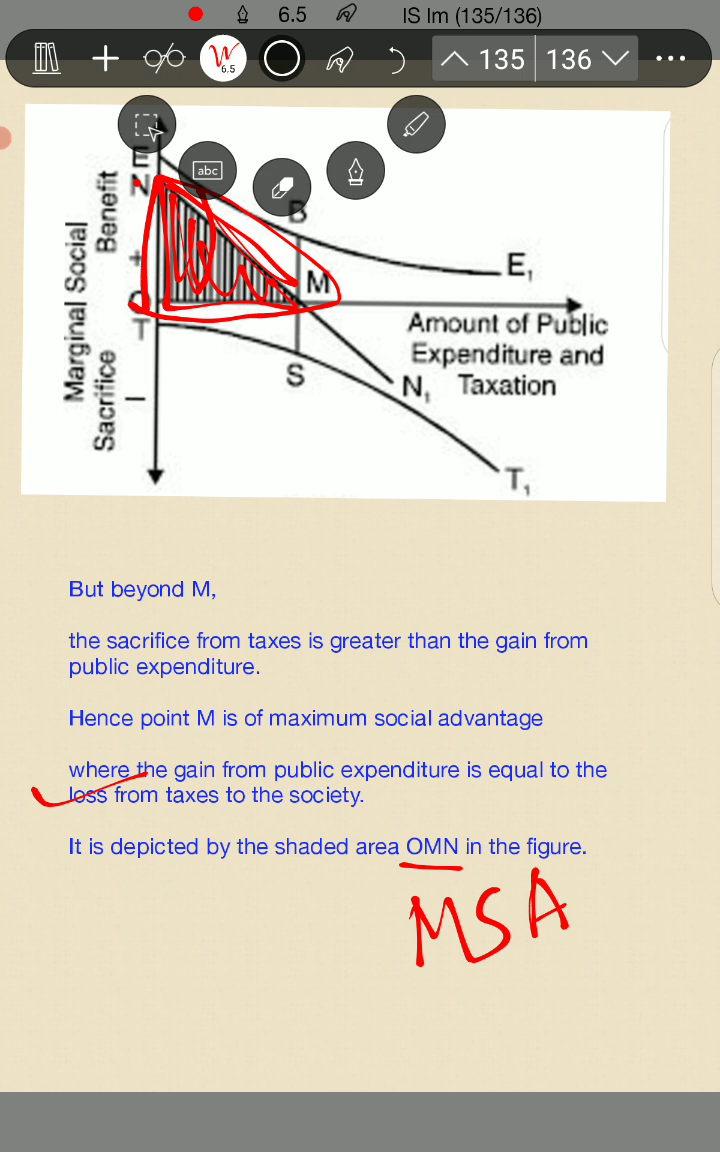 6.5
IS lm (135/136)
W
6.5
135
136
abc
E
N
B
Marginal Social
Benefit
+
E1
M
O
Amount of Public
T
Expenditure and
S
N1
Taxation
Sacrifice
T1
But beyond M,
the sacrifice from taxes is greater than the gain from
public expenditure.
Hence point M is of maximum social advantage
where the gain from public expenditure is equal to the
loss from taxes to the society.
It is depicted by the shaded area OMN in the figure.
MSA